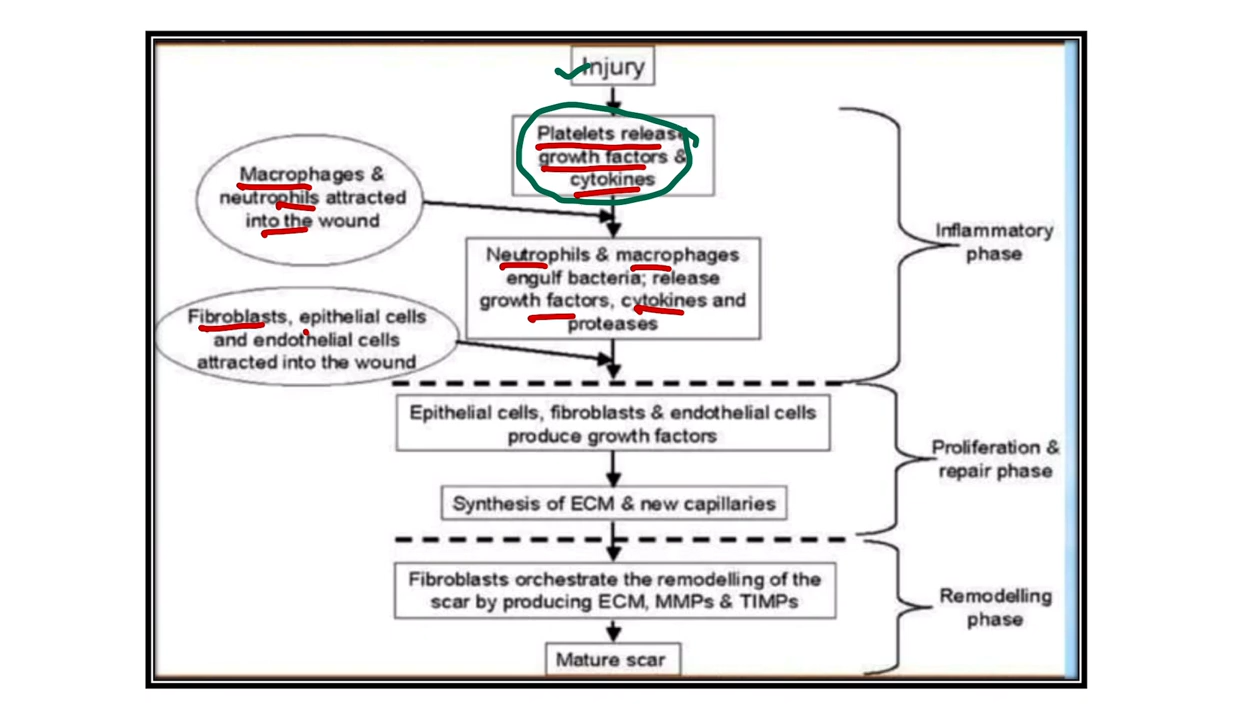 Injury
Platelets release
growth factors &
cytokines
Macrophages &
neutrophils attracted
into the wound
Inflammatory
phase
Neutrophils & macrophages
engulf bacteria; release
growth factors, cytokines and
proteases
Fibroblasts, epithelial cells
and endothelial cells
attracted into the wound
Epithelial cells, fibroblasts & endothelial cells
produce growth factors
Proliferation &
repair phase
Synthesis of ECM & new capillaries
Fibroblasts orchestrate the remodelling of the
scar by producing ECM, MMPs & TIMPs
Remodelling
phase
Mature scar